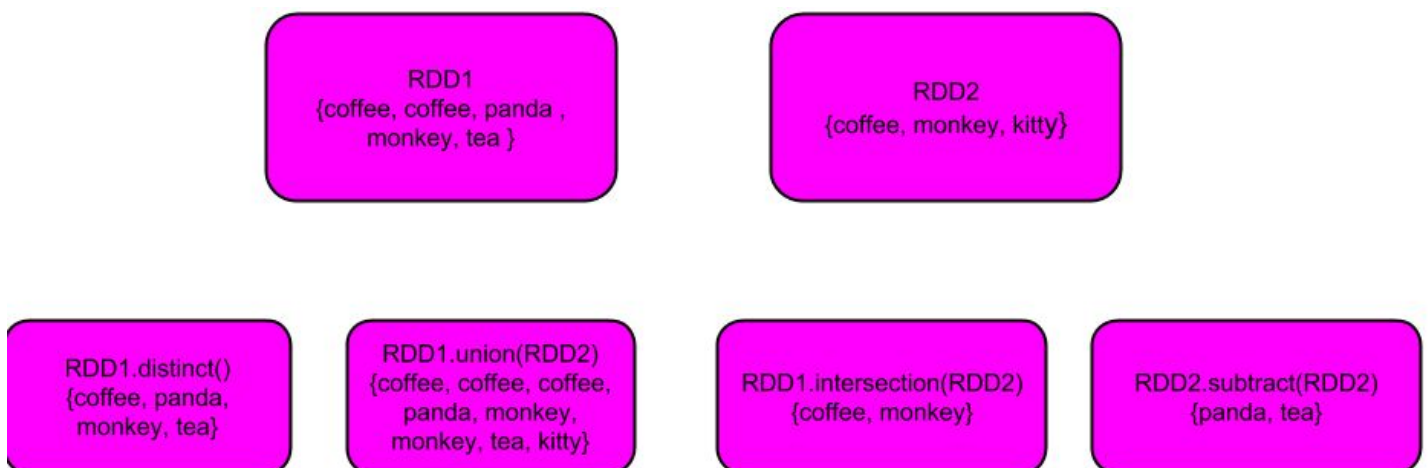 RDD1
{coffee, coffee, panda ,
monkey, tea }
RDD2
{coffee, monkey, kitty}
RDD1.distinct()
{coffee, panda,
monkey, tea}
RDD1.union(RDD2)
{coffee, coffee, coffee,
panda, monkey,
monkey, tea, kitty}
RDD1.intersection(RDD2)
{coffee, monkey}
RDD2.subtract(RDD2)
{panda, tea}